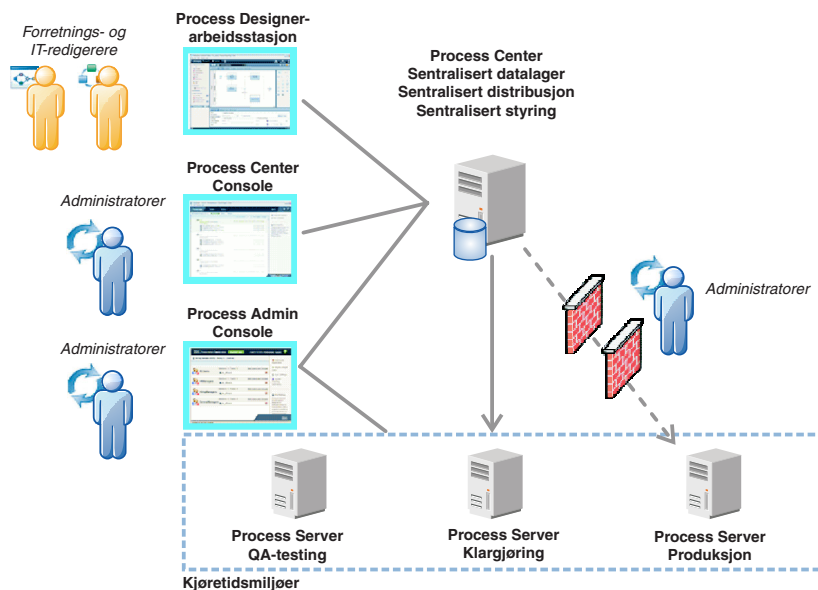 Forretnings- og
IT-redigerere
Process Designer-
arbeidsstasjon
Process Center
Sentralisert datalager
Sentralisert distribusjon
Sentralisert styring
Process Center
Console
Administratorer
Process Admin
Console
Administratorer
Administratorer
Process Server
QA-testing
Process Server
Klargjøring
Process Server
Produksjon
Kjøretidsmiljøer